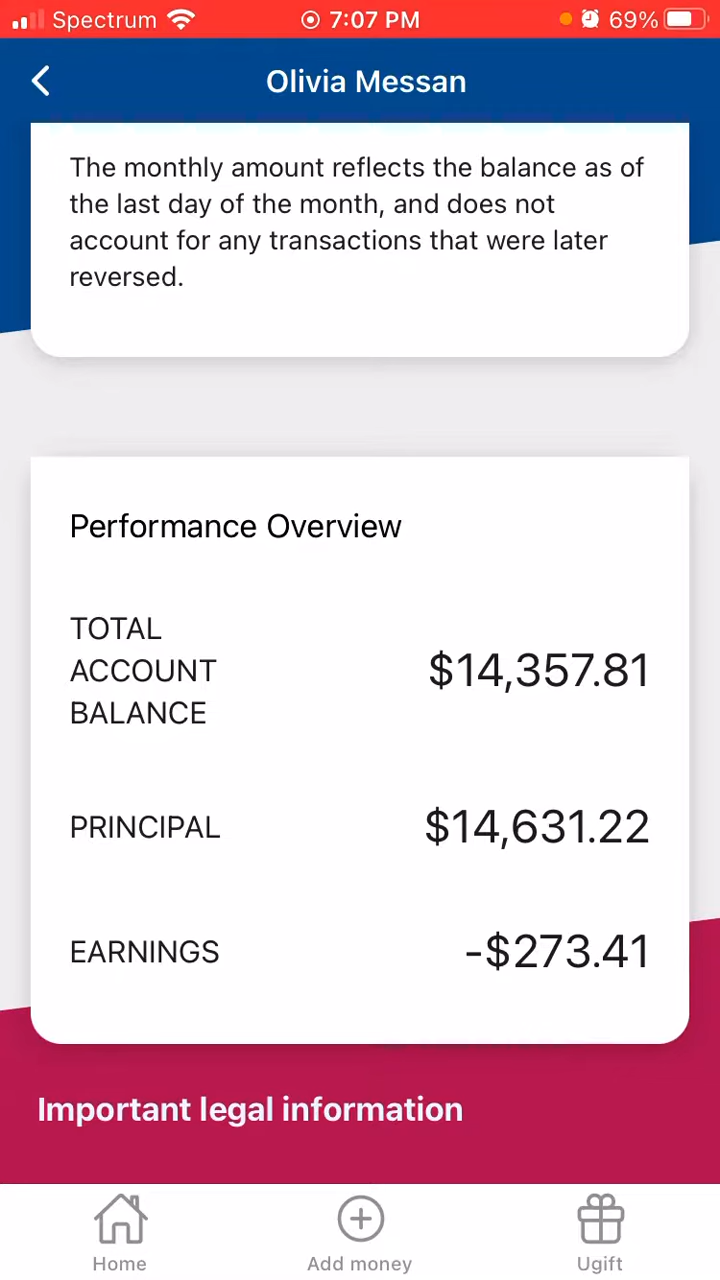 Spectrum 7:07 PM 69%
Olivia Messan
The monthly amount reflects the balance as of
the last day of the month, and does not
account for any transactions that were later
reversed.
Performance Overview
TOTAL
ACCOUNT
BALANCE
$14,357.81
PRINCIPAL $14,631.22
EARNINGS -$273.41
Important legal information
Home Add money Ugift